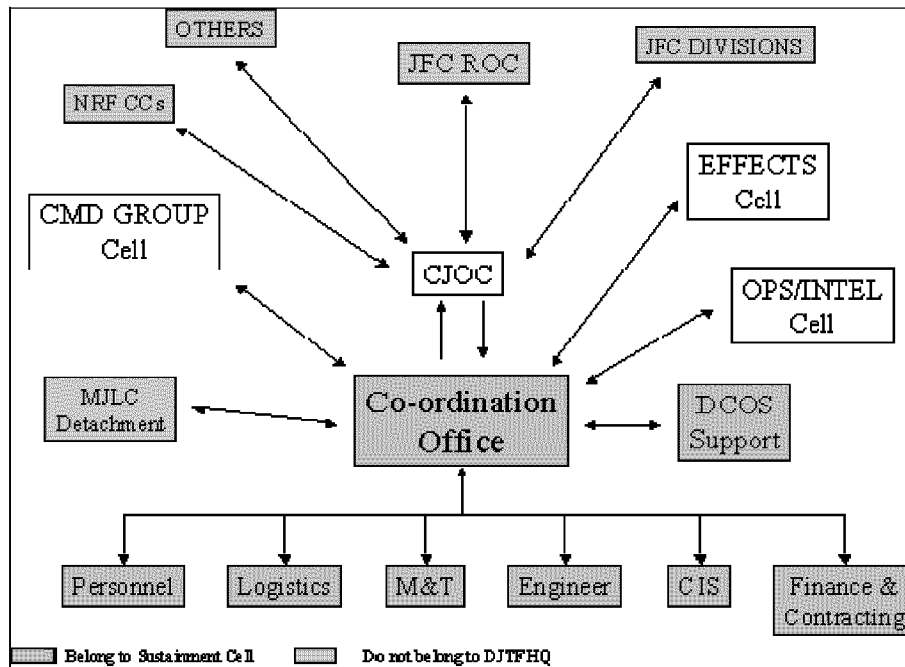 OTHERS
JFC ROC
JFC DIVISIONS
NRF CCs
EFFECTS
Cell
CMD GROUP
Cell
CJOC
OPS/INTEL
Cell
MJLC
Detachment
Co-ordination
Office
DCOS
Support
Personnel
Logistics
M&T
Engineer
CIS
Finance &
Contracting
Belong to Sustainment Cell
Do not belong to DJTFHQ